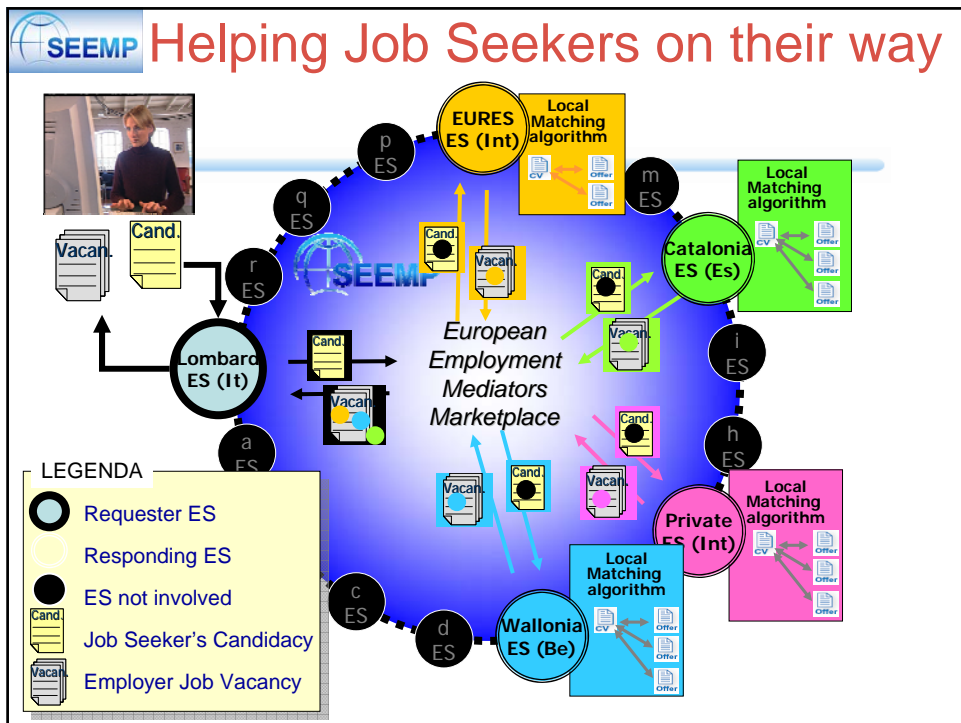 SEEMP
Helping Job Seekers on their way
EURES
ES (Int)
Local
Matching
algorithm
CV
Offer
Offer
p
ES
q
ES
r
ES
m
ES
Local
Matching
algorithm
CV
Offer
Offer
Offer
Catalonia
ES (Es)
Vacan.
Cand.
SEEMP
Cand.
Vacan.
Cand.
Vacan.
i
ES
Lombard
ES (It)
Cand.
Vacan.
European
Employment
Mediators
Marketplace
Cand.
Vacan.
h
ES
a
ES
Vacan.
Cand.
Private
ES (Int)
Local
Matching
algorithm
CV
Offer
Offer
Offer
LEGENDA
Requester ES
Responding ES
ES not involved
Cand.
Job Seeker's Candidacy
Vacan.
Employer Job Vacancy
c
ES
d
ES
Wallonia
ES (Be)
Local
Matching
algorithm
CV
Offer
Offer
Offer